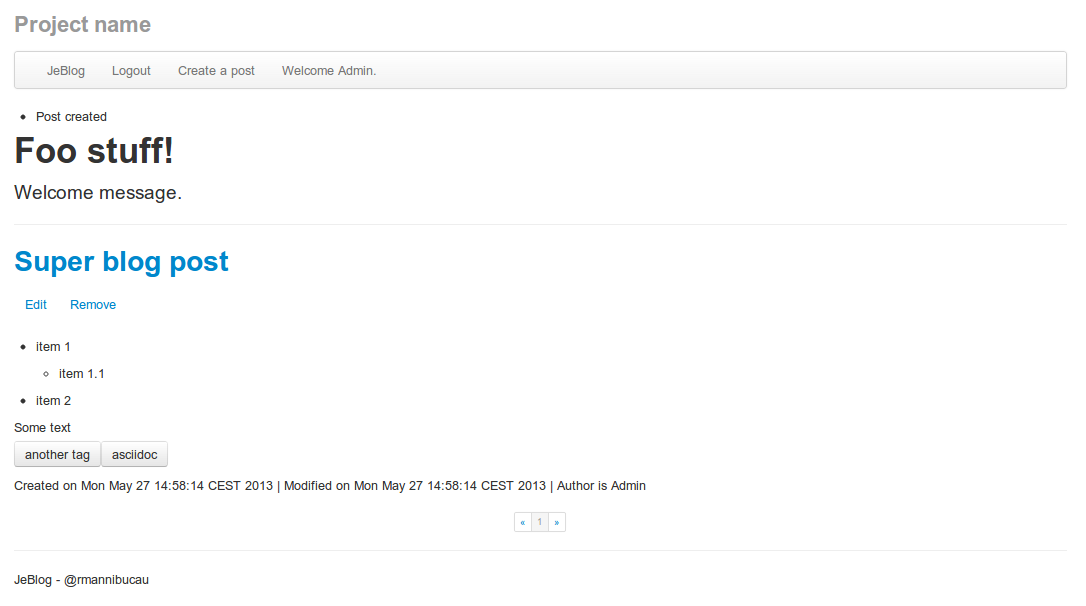 Project name
JeBlog Logout Create a post Welcome Admin.
Post created
Foo stuff!
Welcome message.
Super blog post
Edit Remove
item 1
item 1.1
item 2
Some text
another tag asciidoc
Created on Mon May 27 14:58:14 CEST 2013 | Modified on Mon May 27 14:58:14 CEST 2013 | Author is Admin
« 1 »
JeBlog - @rmannibucau